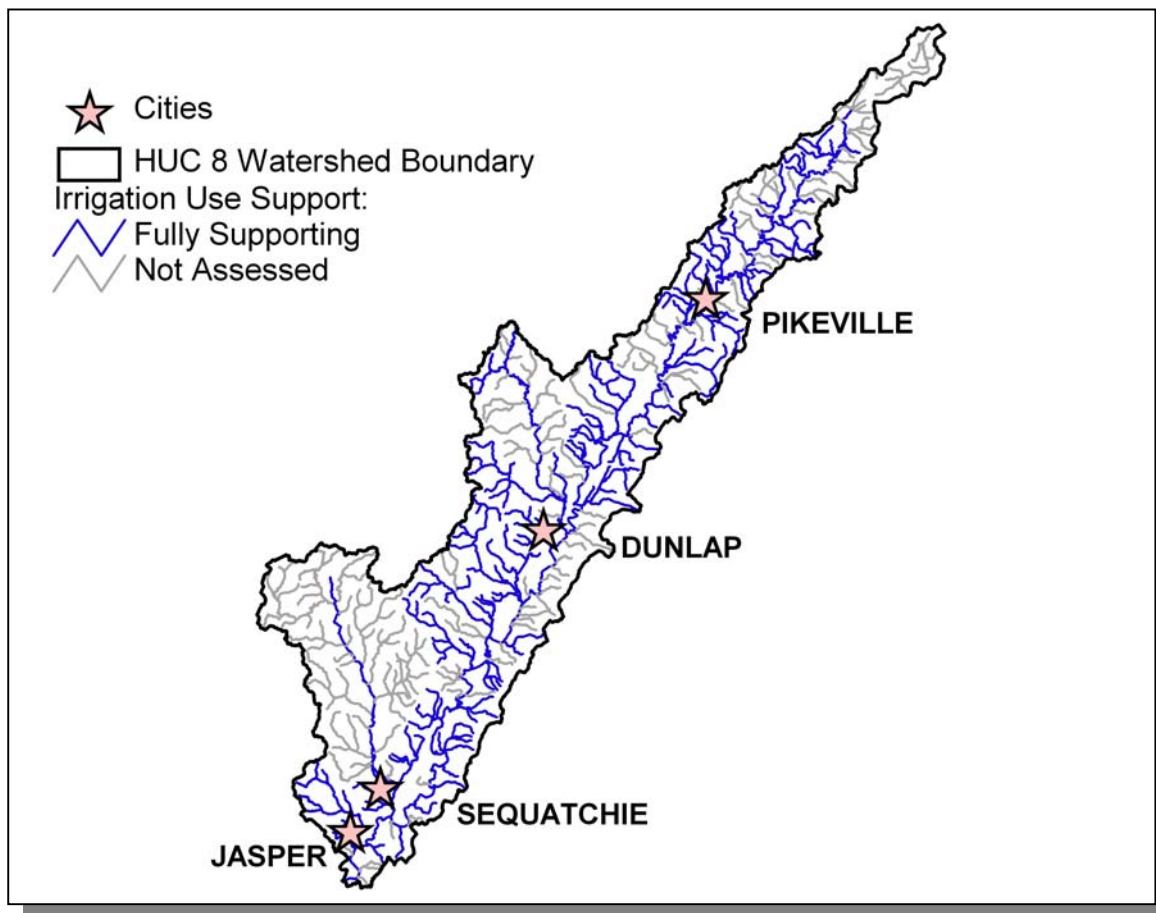 Cities
HUC 8 Watershed Boundary
Irrigation Use Support:
Fully Supporting
Not Assessed
PIKEVILLE
DUNLAP
SEQUATCHIE
JASPER